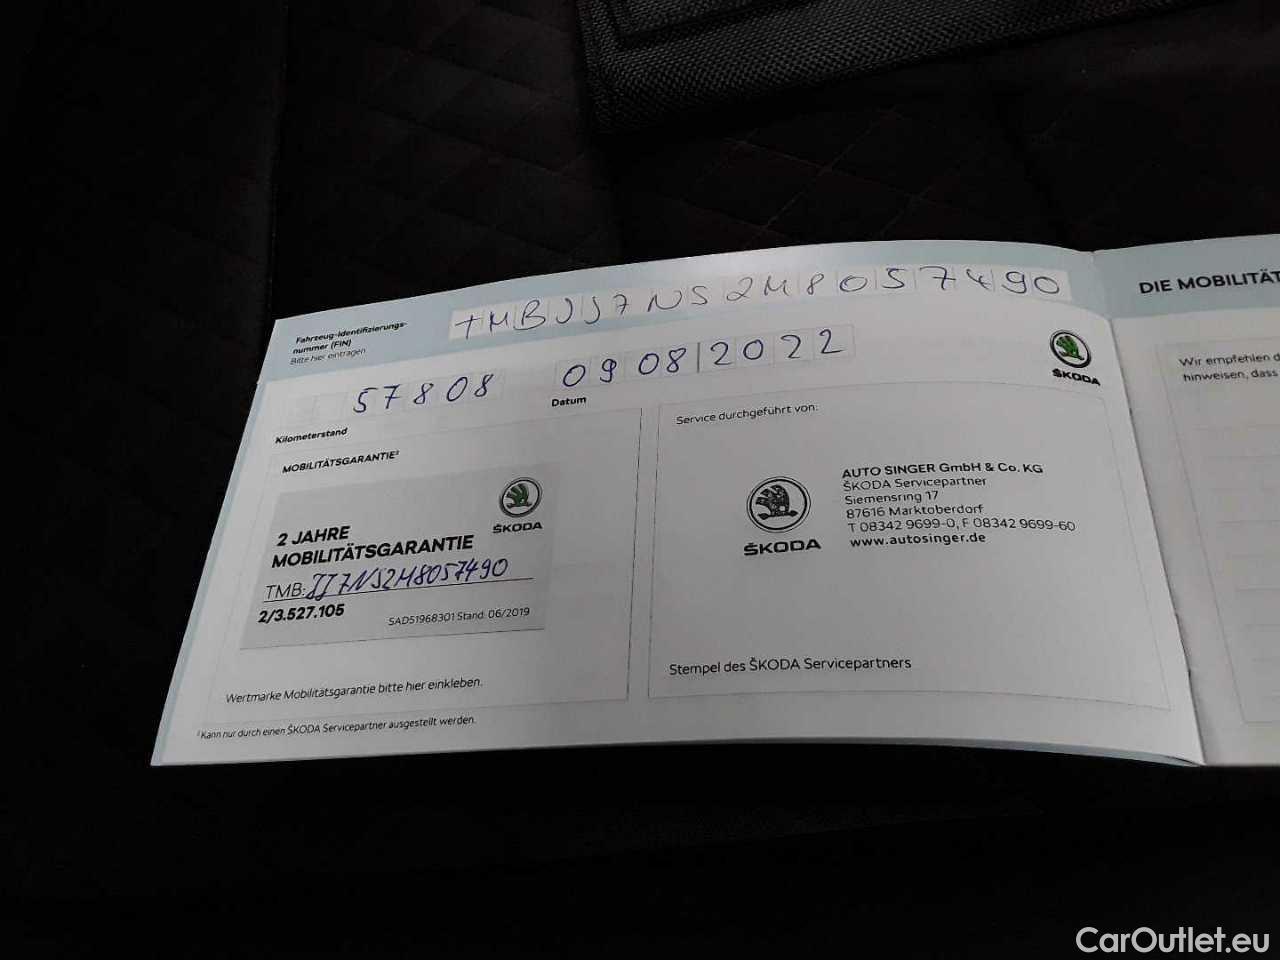 Fahrzeug-Identifizierungs-
nummer (FIN)
Bitte hier eintragen
TMBJJ7NS2M8057490
57808
Kilometerstand
09 08 2022
Datum
ŠKODA
MOBILITÄTSGARANTIE²
ŠKODA
2 JAHRE
MOBILITÄTSGARANTIE
TMB: JJ7NS2M8057490
2/3.527.105
SAD51968301 Stand: 06/2019
Wertmarke Mobilitätsgarantie bitte hier einkleben.
Kann nur durch einen ŠKODA Servicepartner ausgestellt werden.
Service durchgeführt von:
ŠKODA
AUTO SINGER GmbH & Co. KG
ŠKODA Servicepartner
Siemensring 17
87616 Marktoberdorf
T 08342 9699-0, F 08342 9699-60
www.autosinger.de
Stempel des ŠKODA Servicepartners
DIE MOBILITÄT
Wir empfehlen d
hinweisen, dass
CarOutlet.eu